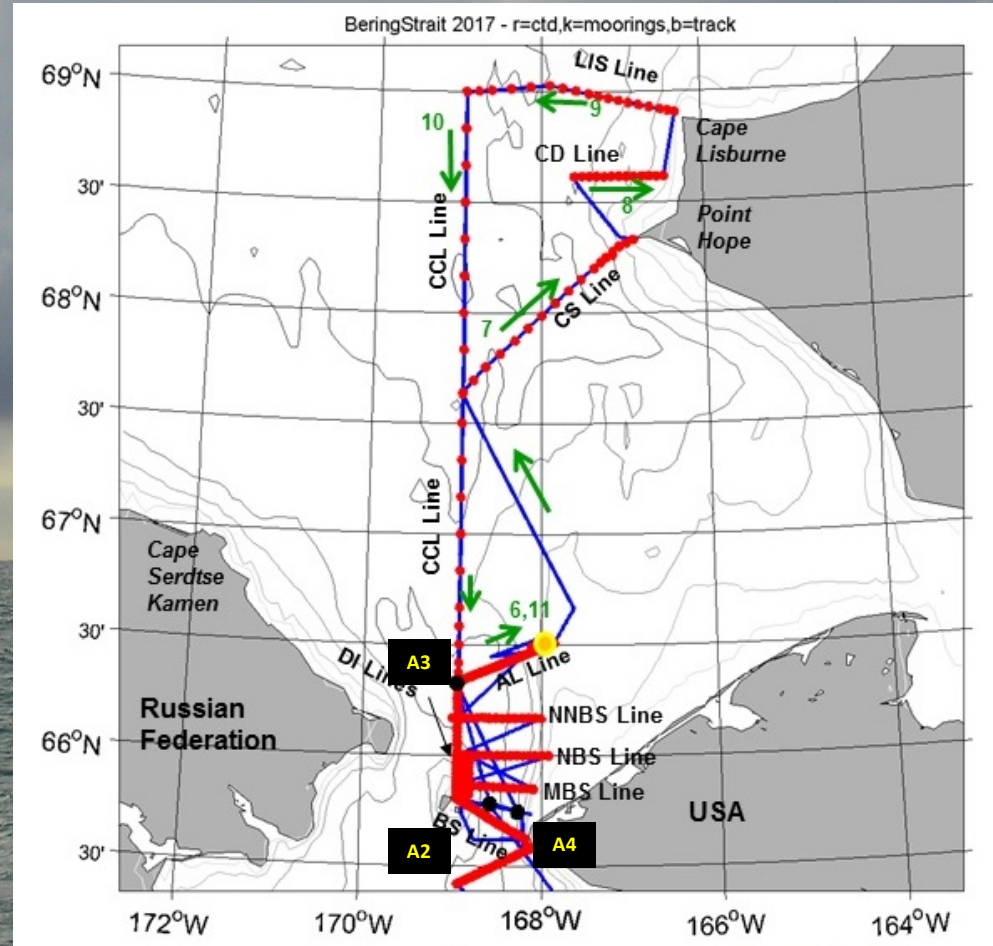 BeringStrait 2017 - r=ctd,k=moorings,b=track
69°N
LIS Line
9
10
Cape
Lisburne
CD Line
30'
8
CCL Line
Point
Hope
68°N
7
CS Line
30'
CCL Line
67°N
Cape
Serdtse
Kamen
6,11
30'
A3
DI Lines
AL Line
Russian
Federation
NNBS Line
66°N
NBS Line
MBS Line
USA
BS Line
A2
A4
30'
172°W
170°W
168°W
166°W
164°W